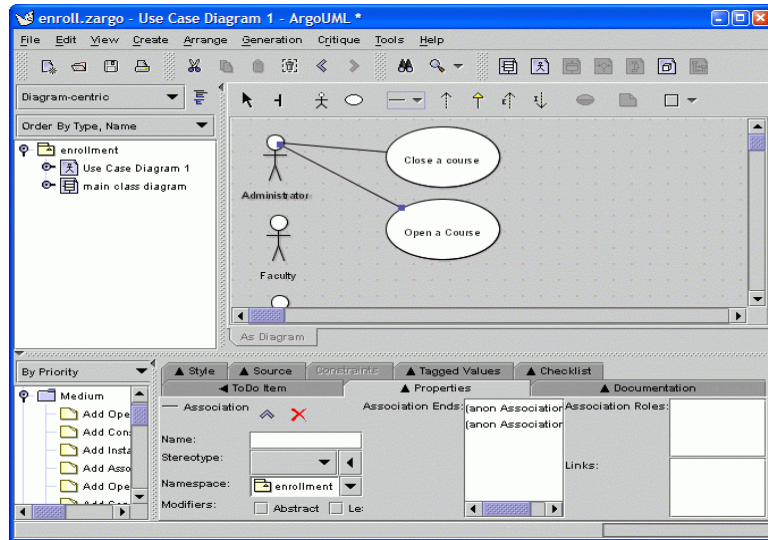 enroll.zargo - Use Case Diagram 1 - ArgoUML *
File Edit View Create Arrange Generation Critique Tools Help
Diagram-centric
Order By Type, Name
enrollment
Use Case Diagram 1
main class diagram
Close a course
Administrator
Open a Course
Faculty
As Diagram
By Priority
Medium
Add Ope
Add Con
Add Insta
Add Asso
Add Ope
Style Source Constraints Tagged Values Checklist
ToDo Item Properties Documentation
Association
Name:
Stereotype:
Namespace: enrollment
Modifiers: Abstract Le
Association Ends:
(anon Association
(anon Association
Association Roles:
Links: